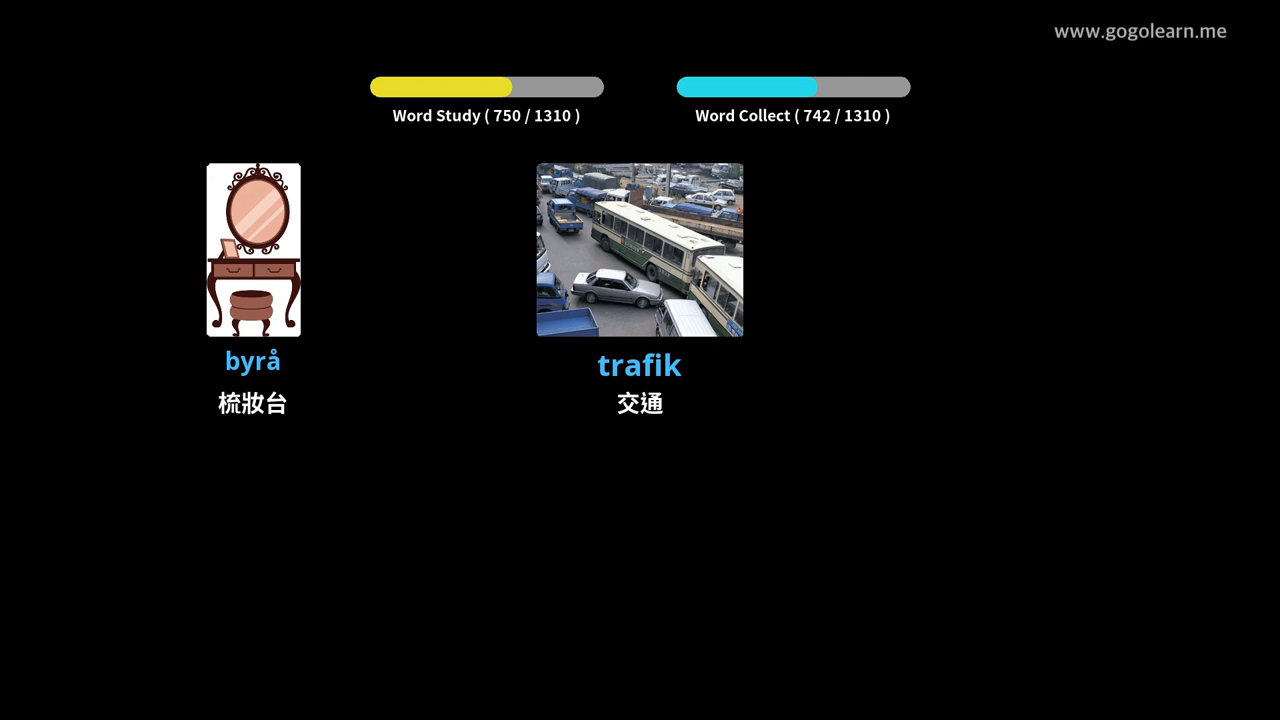 www.gogolearn.me
Word Study ( 750 / 1310 )
Word Collect ( 742 / 1310 )
byrå
梳妝台
trafik
交通